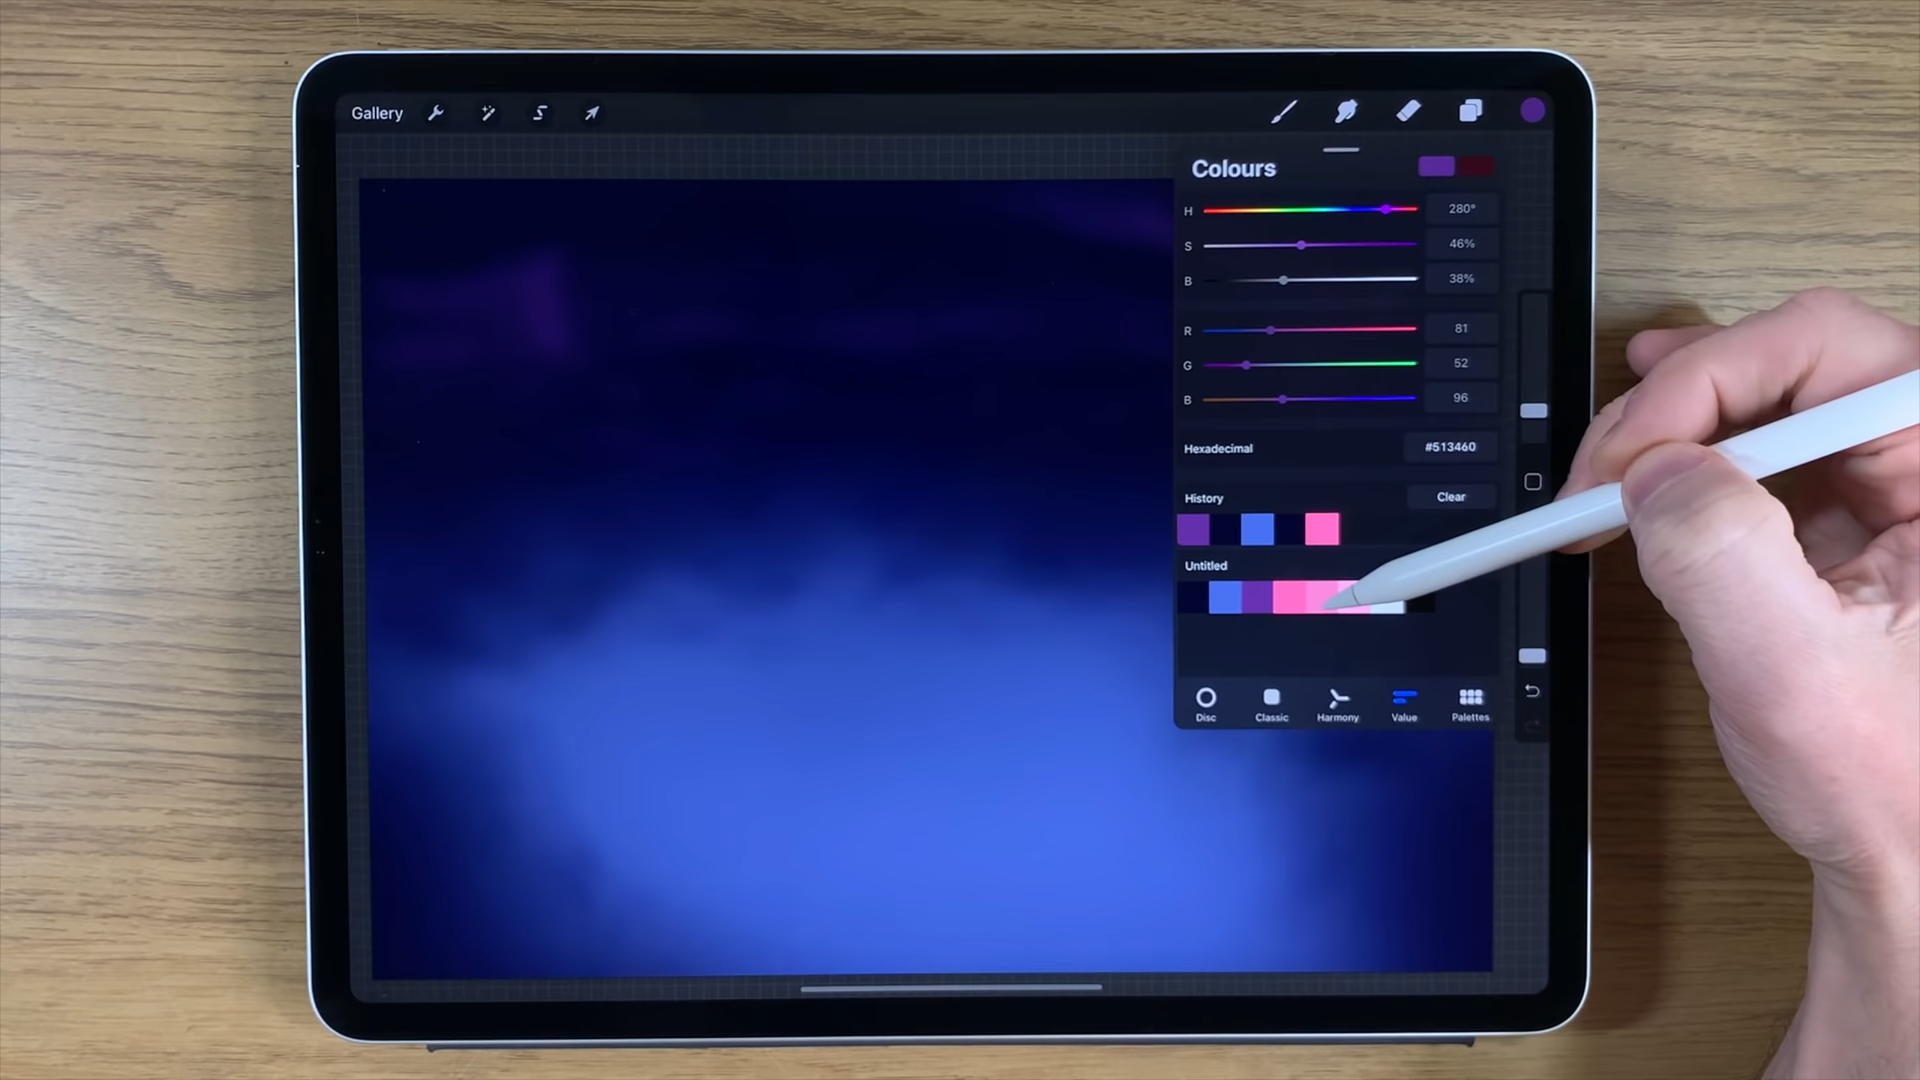 Gallery
Colours
H 280°
S 46%
B 38%
R 81
G 52
B 96
Hexadecimal #513460
History Clear
Untitled
Disc Classic Harmony Value Palettes